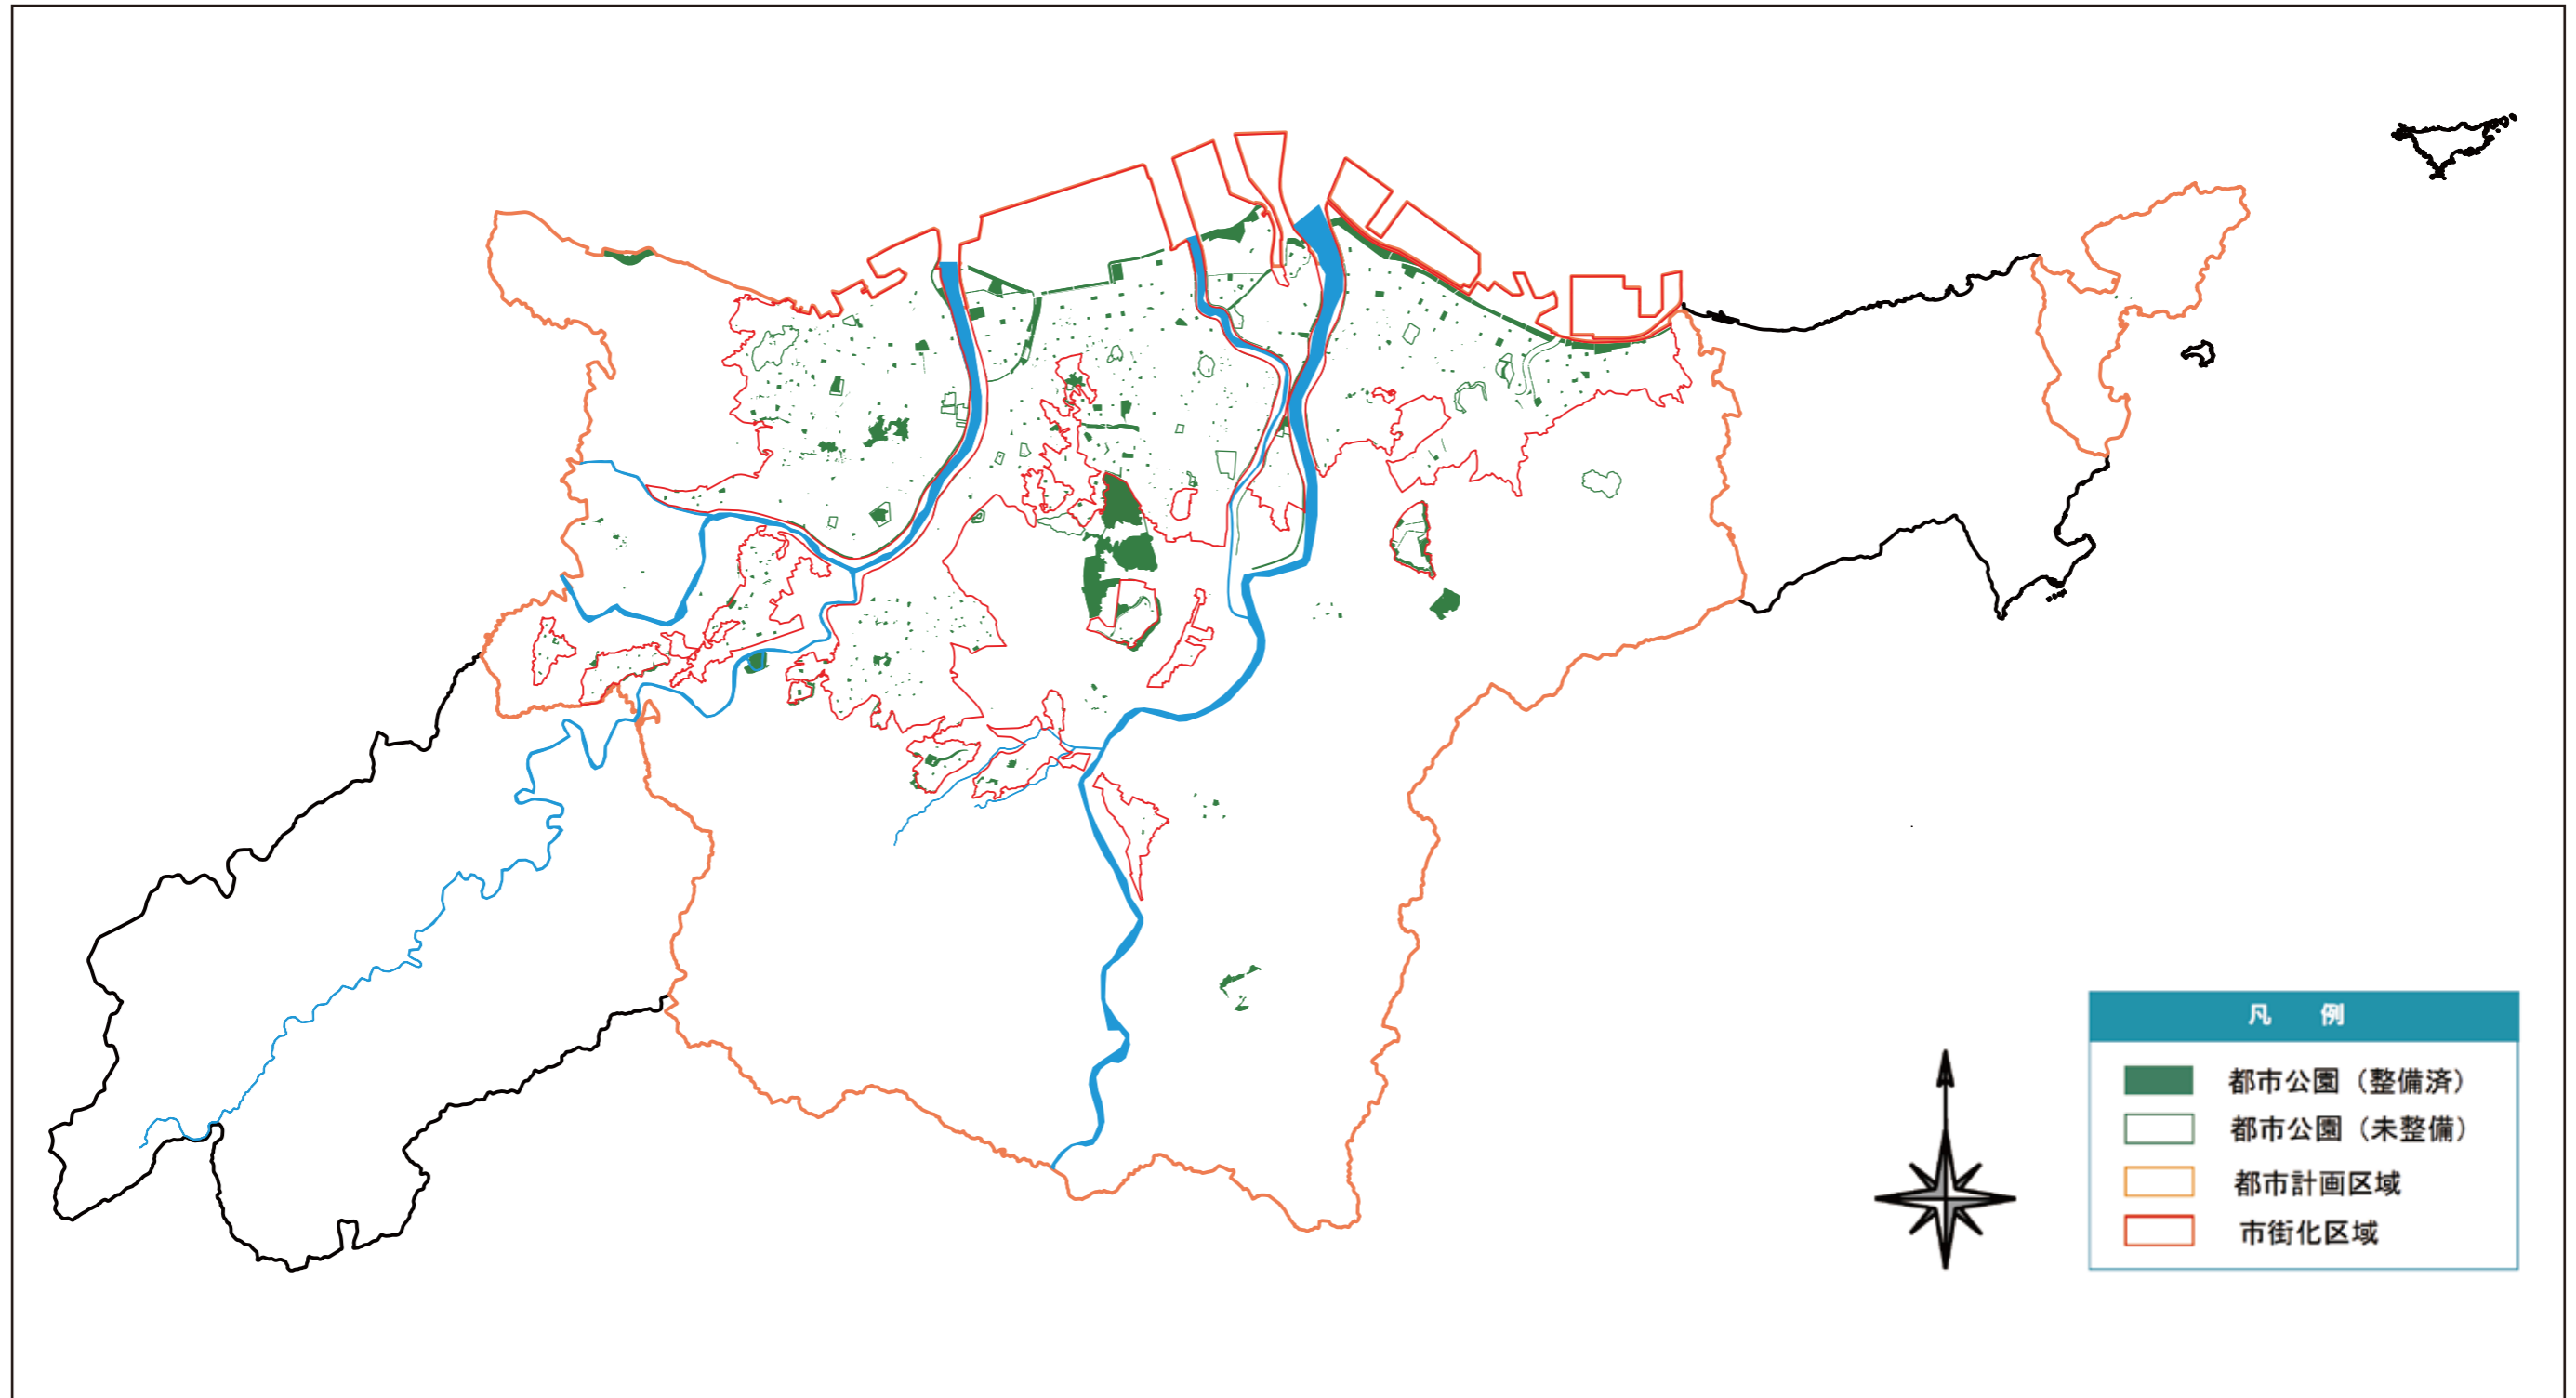 凡　例
都市公園（整備済）
都市公園（未整備）
都市計画区域
市街化区域